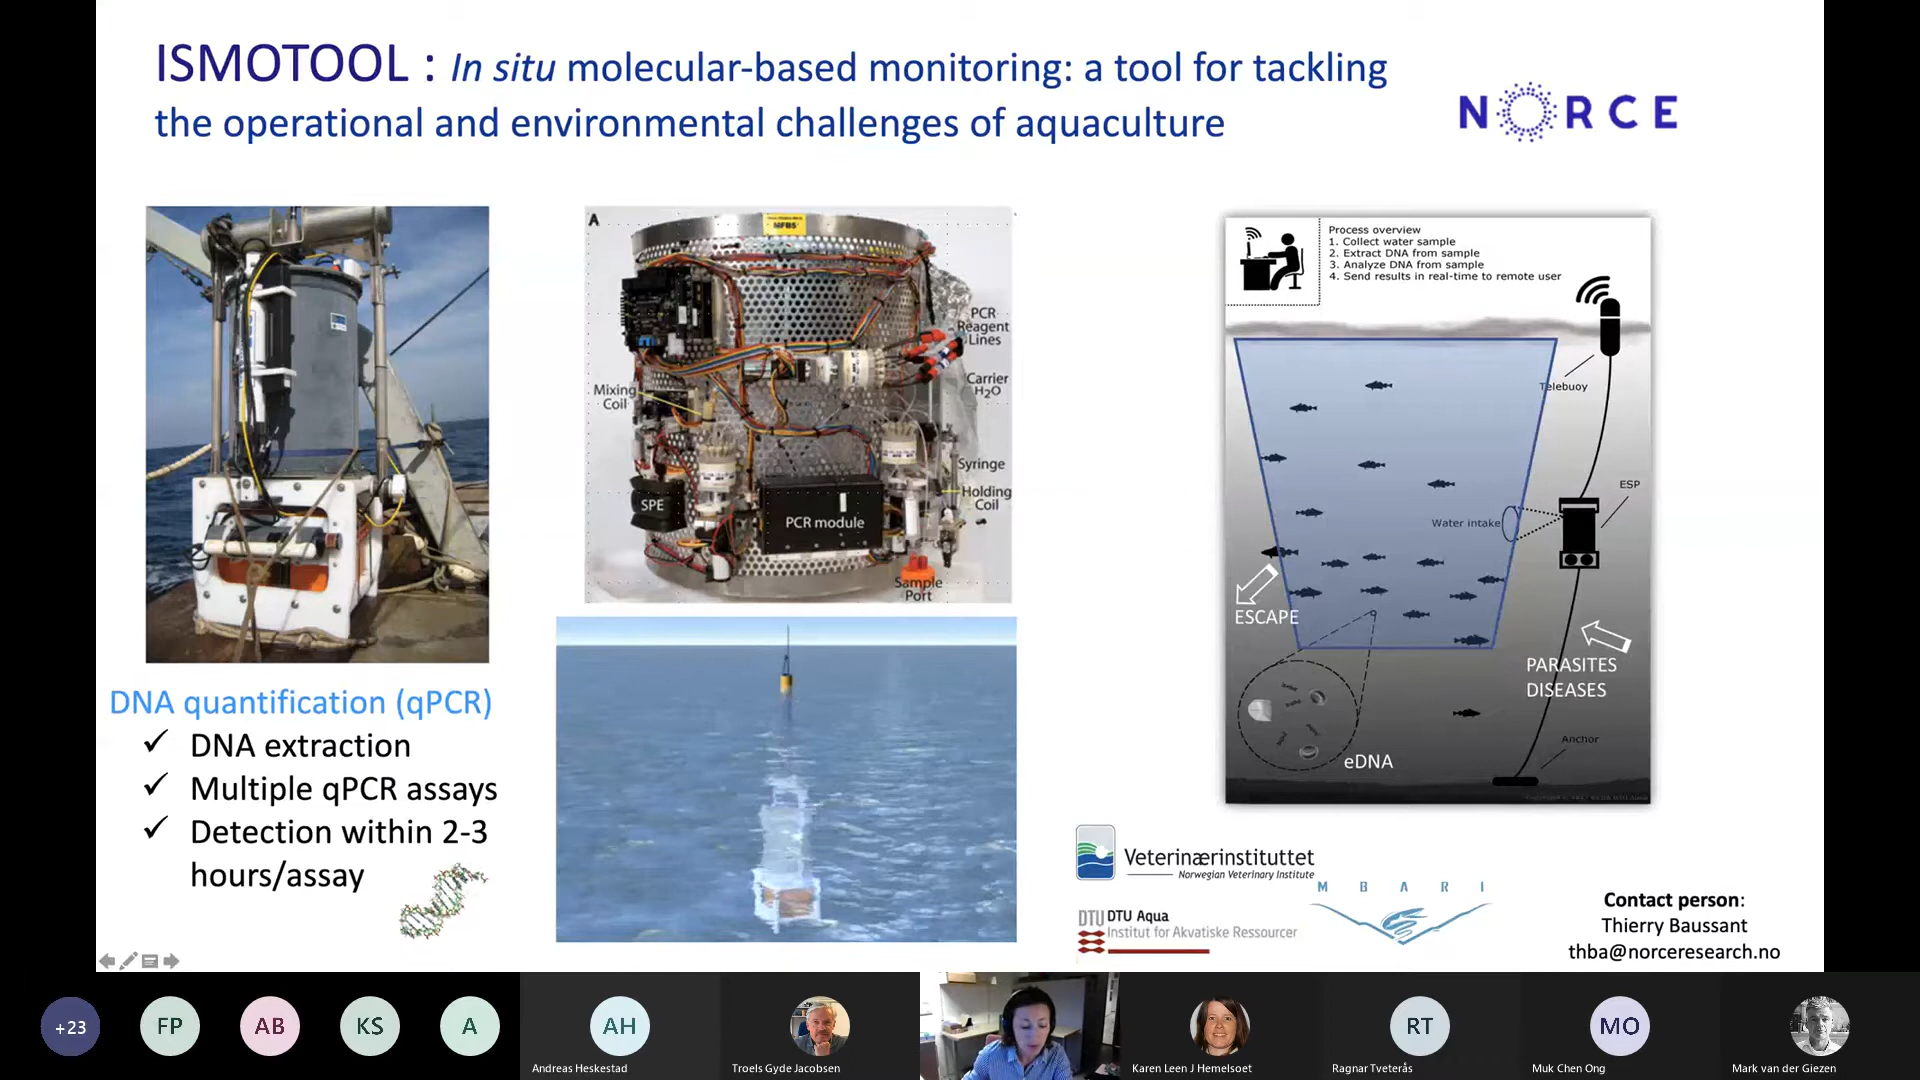 ISMOTOOL : In situ molecular-based monitoring: a tool for tackling
the operational and environmental challenges of aquaculture
NORCE
A
MFB5
Mixing
Coil
PCR
Reagent
Lines
Carrier
H₂O
Syringe
Holding
Coil
SPE
PCR module
Sample
Port
Process overview
1. Collect water sample
2. Extract DNA from sample
3. Analyze DNA from sample
4. Send results in real-time to remote user
Telebuoy
ESP
Water intake
ESCAPE
PARASITES
DISEASES
Anchor
eDNA
DNA quantification (qPCR)
✓ DNA extraction
✓ Multiple qPCR assays
✓ Detection within 2-3
hours/assay
Veterinærinstituttet
Norwegian Veterinary Institute
MBARI
DTU DTU Aqua
Institut for Akvatiske Ressourcer
Contact person:
Thierry Baussant
thba@norceresearch.no
+23
FP
AB
KS
A
AH
RT
MO
Andreas Heskestad
Troels Gyde Jacobsen
Karen Leen J Hemelsoet
Ragnar Tveterås
Muk Chen Ong
Mark van der Giezen